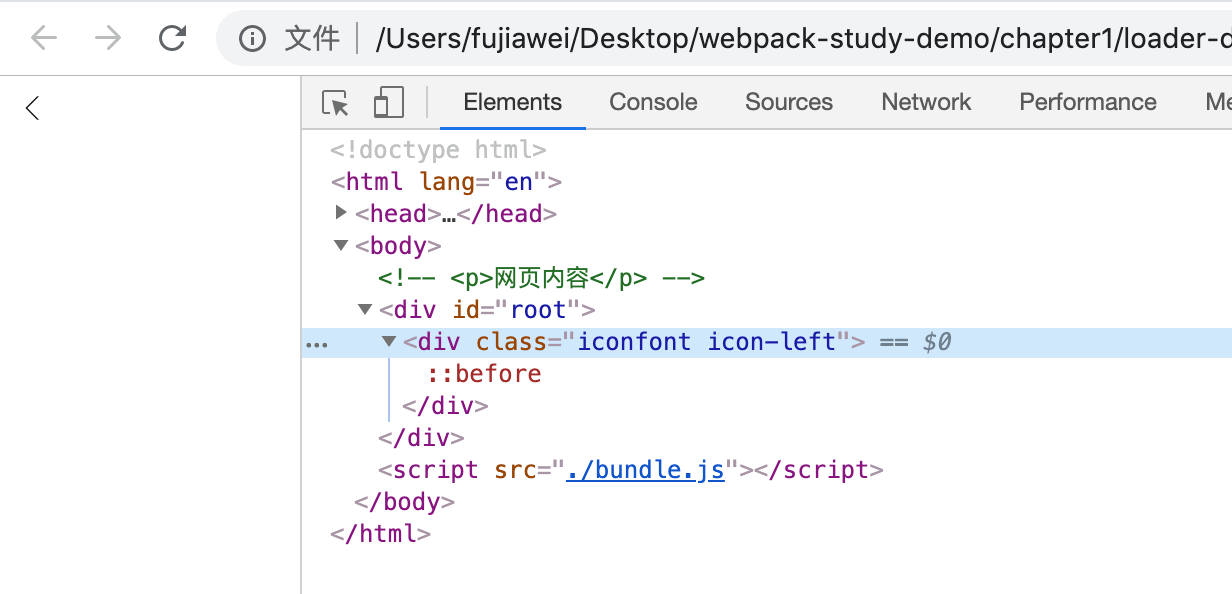 文件 /Users/fujiawei/Desktop/webpack-study-demo/chapter1/loader-d
Elements Console Sources Network Performance Me
<!doctype html>
<html lang="en">
<head>…</head>
<body>
<!-- <p>网页内容</p> -->
<div id="root">
… <div class="iconfont icon-left"> == $0
::before
</div>
</div>
<script src="./bundle.js"></script>
</body>
</html>